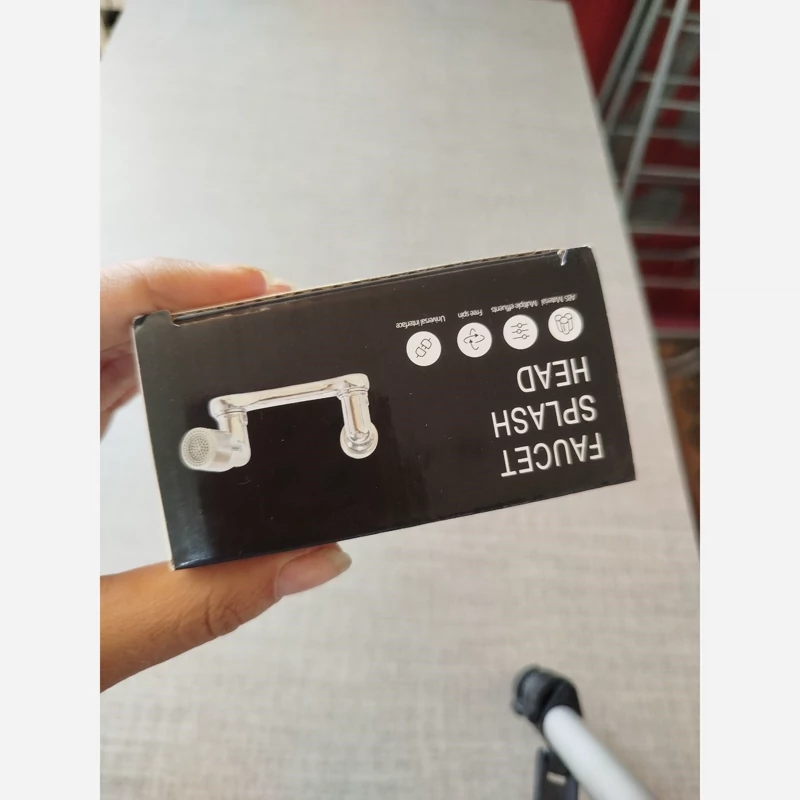 FAUCET
SPLASH
HEAD
ABS Material Multiple effluents Free spin Universal interface